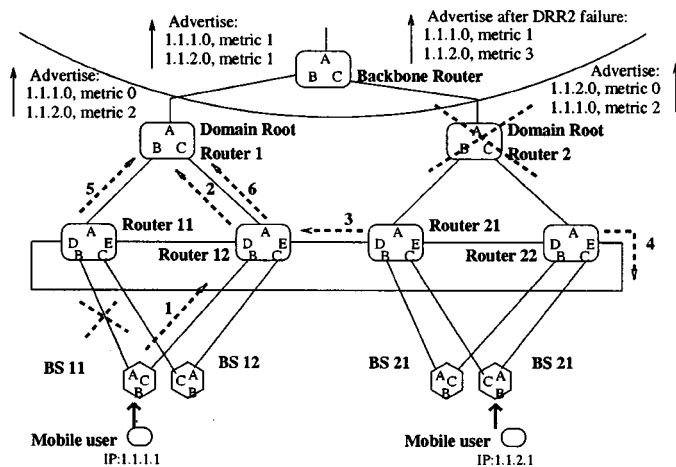 Advertise:
1.1.1.0, metric 1
1.1.2.0, metric 1
Advertise after DRR2 failure:
1.1.1.0, metric 1
1.1.2.0, metric 3
A
B C
Backbone Router
Advertise:
1.1.1.0, metric 0
1.1.2.0, metric 2
Advertise:
1.1.2.0, metric 0
1.1.1.0, metric 2
A
B C
Domain Root
Router 1
A
B C
Domain Root
Router 2
5
2
6
3
4
1
Router 11
D A E
B C
Router 12
D A E
B C
Router 21
D A E
B C
Router 22
D A E
B C
BS 11
A C
B
BS 12
C A
B
BS 21
A C
B
BS 21
C A
B
Mobile user
IP:1.1.1.1
Mobile user
IP:1.1.2.1